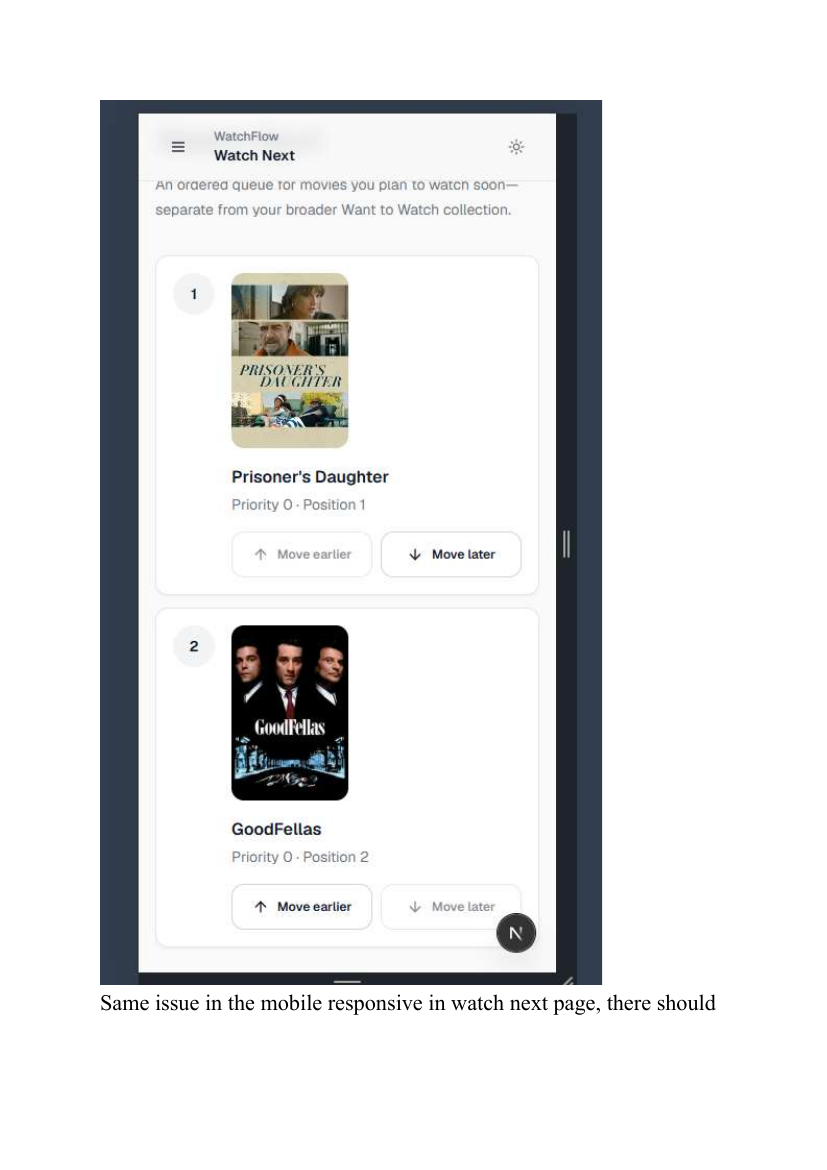 WatchFlow
Watch Next
An ordered queue for movies you plan to watch soon—
separate from your broader Want to Watch collection.
1
PRISONER'S
DAUGHTER
Prisoner's Daughter
Priority 0 · Position 1
↑ Move earlier
↓ Move later
2
GoodFellas
GoodFellas
Priority 0 · Position 2
↑ Move earlier
↓ Move later
N
Same issue in the mobile responsive in watch next page, there should